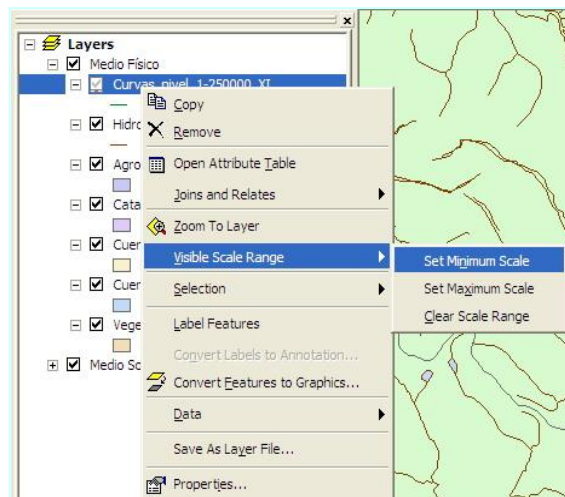 Layers
Medio Físico
Curvas_nivel_1-250000_XI
Copy
Hidro
Remove
Agro
Open Attribute Table
Joins and Relates
Cata
Zoom To Layer
Cuer
Visible Scale Range
Set Minimum Scale
Cuer
Selection
Set Maximum Scale
Vege
Label Features
Clear Scale Range
Convert Labels to Annotation...
Medio So
Convert Features to Graphics...
Data
Save As Layer File...
Properties...